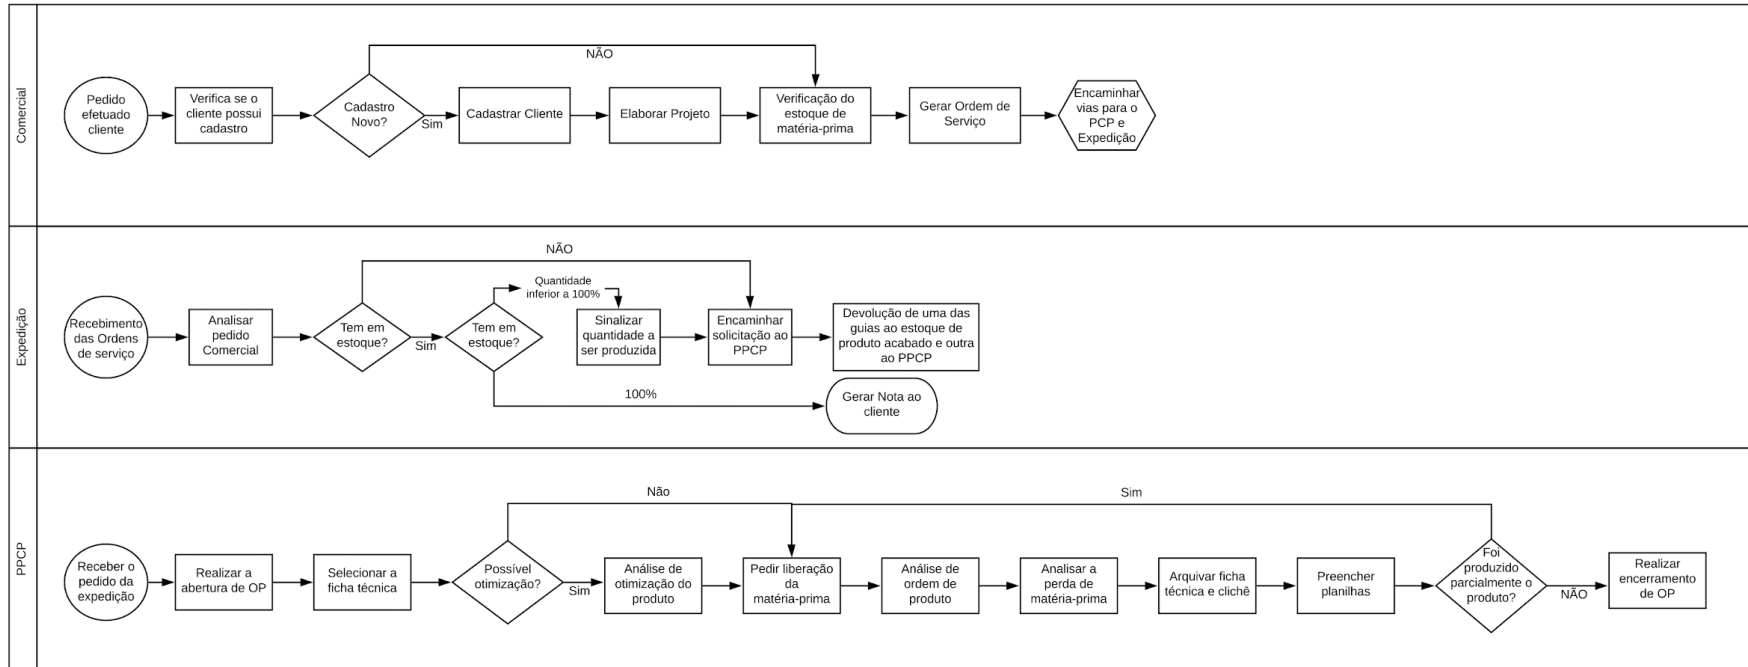 Comercial
NÃO
Pedido
efetuado
cliente
Verifica se o
cliente possui
cadastro
Cadastro
Novo?
Sim
Cadastrar Cliente
Elaborar Projeto
Verificação do
estoque de
matéria-prima
Gerar Ordem de
Serviço
Encaminhar
vias para o
PCP e
Expedição
Expedição
NÃO
Recebimento
das Ordens
de serviço
Analisar
pedido
Comercial
Tem em
estoque?
Sim
Tem em
estoque?
Quantidade
inferior a 100%
Sinalizar
quantidade a
ser produzida
Encaminhar
solicitação ao
PPCP
Devolução de uma das
guias ao estoque de
produto acabado e outra
ao PPCP
100%
Gerar Nota ao
cliente
PPCP
Não
Sim
Receber o
pedido da
expedição
Realizar a
abertura de OP
Selecionar a
ficha técnica
Possível
otimização?
Sim
Análise de
otimização do
produto
Pedir liberação
da
matéria-prima
Análise de
ordem de
produto
Analisar a
perda de
matéria-prima
Arquivar ficha
técnica e clichê
Preencher
planilhas
Foi
produzido
parcialmente o
produto?
NÃO
Realizar
encerramento
de OP